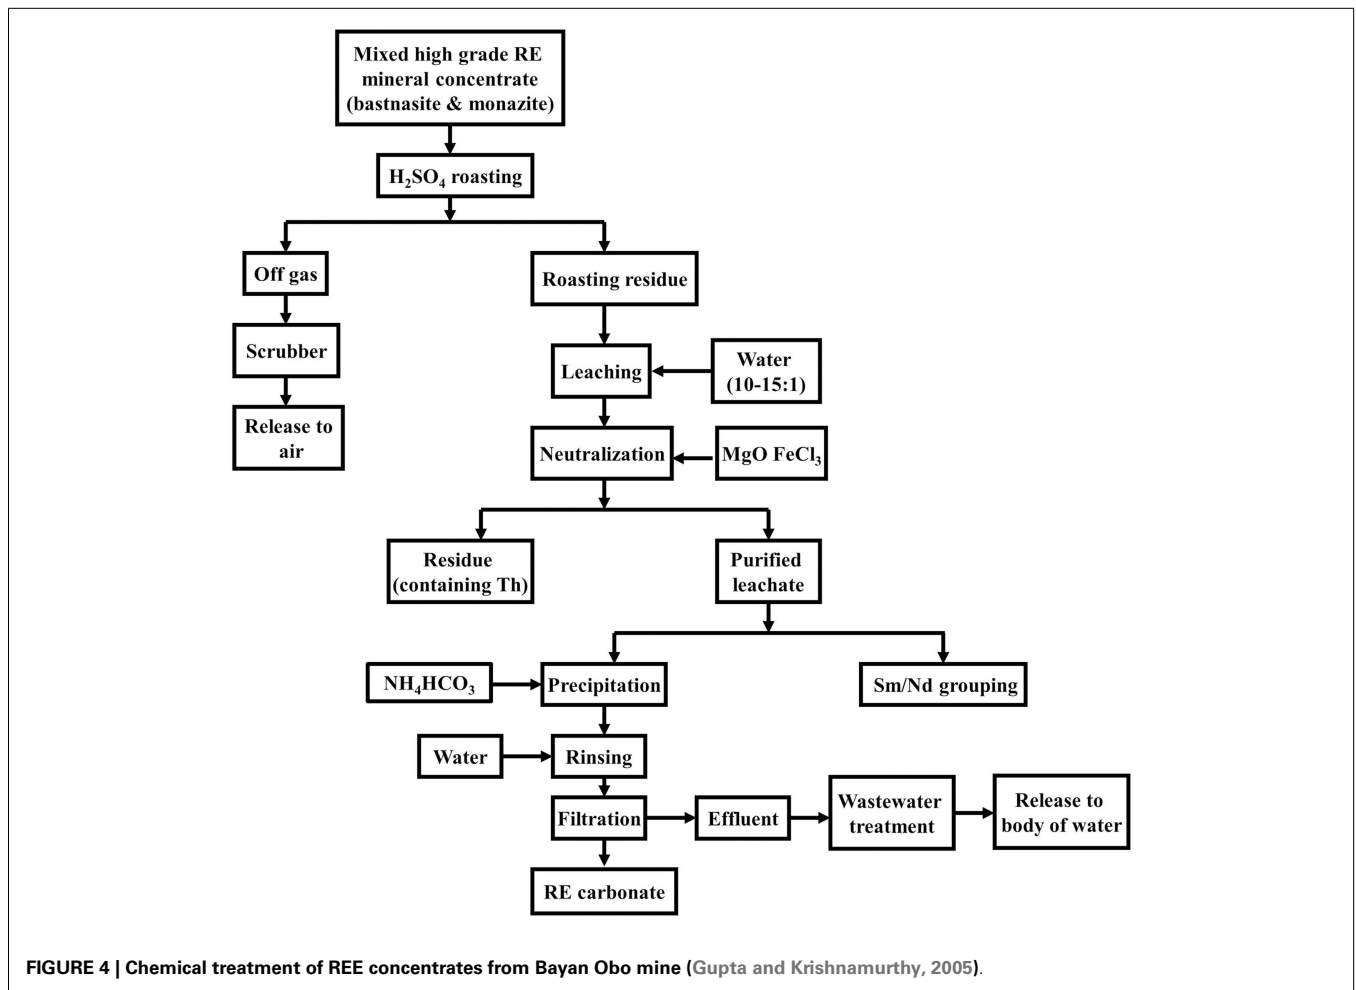 Mixed high grade RE
mineral concentrate
(bastnasite & monazite)
H₂SO₄ roasting
Off gas
Roasting residue
Scrubber
Leaching
Water
(10-15:1)
Release to
air
Neutralization
MgO FeCl₃
Residue
(containing Th)
Purified
leachate
NH₄HCO₃
Precipitation
Sm/Nd grouping
Water
Rinsing
Filtration
Effluent
Wastewater
treatment
Release to
body of water
RE carbonate
FIGURE 4 | Chemical treatment of REE concentrates from Bayan Obo mine (Gupta and Krishnamurthy, 2005).